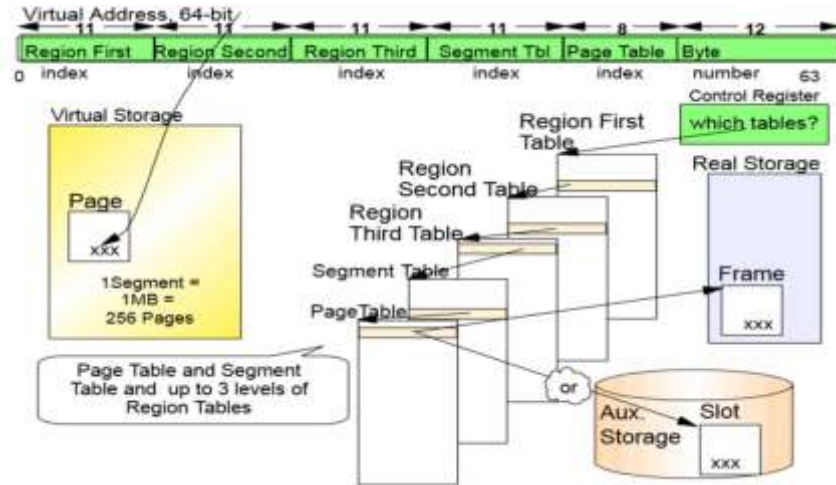 Virtual Address, 64-bit
11 11 11 11 8 12
Region First Region Second Region Third Segment Tbl Page Table Byte
0 index index index index index number 63
Virtual Storage
Page
xxx
1Segment =
1MB =
256 Pages
Control Register
which tables?
Region First
Table
Region
Second Table
Region
Third Table
Segment Table
PageTable
Real Storage
Frame
xxx
Page Table and Segment
Table and up to 3 levels of
Region Tables
or
Aux.
Storage
Slot
xxx